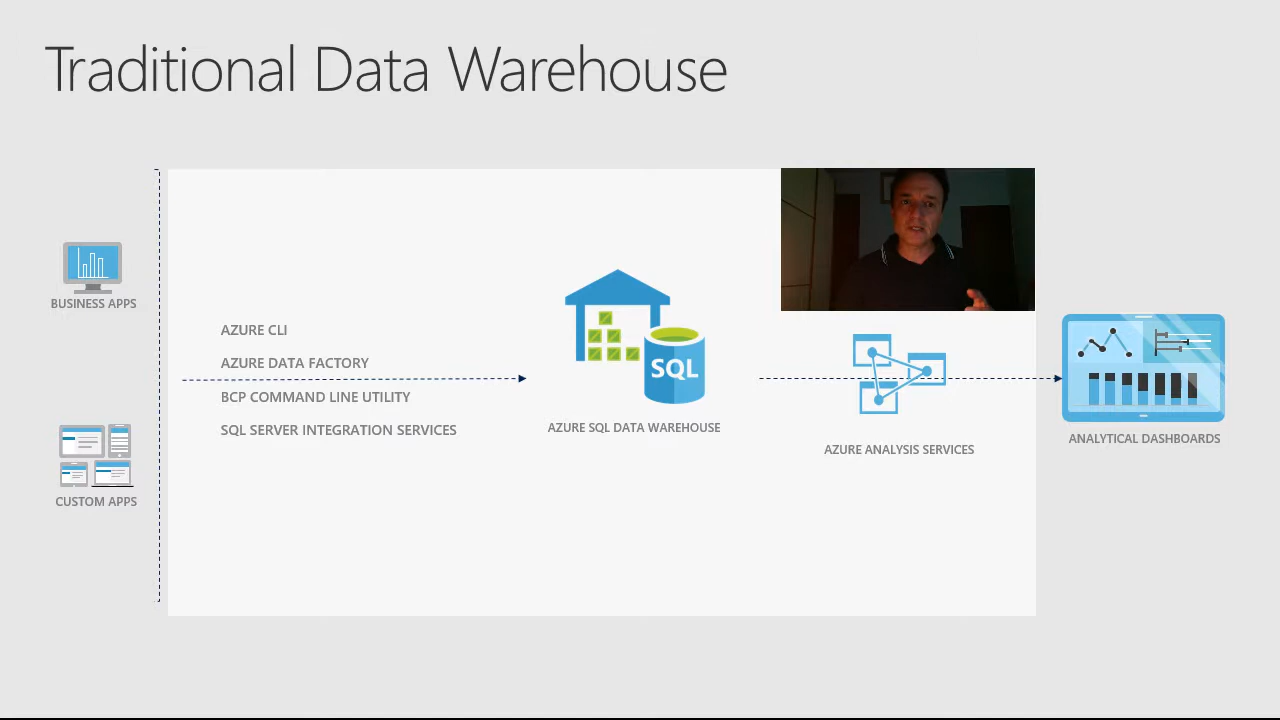 Traditional Data Warehouse
BUSINESS APPS
CUSTOM APPS
AZURE CLI
AZURE DATA FACTORY
BCP COMMAND LINE UTILITY
SQL SERVER INTEGRATION SERVICES
SQL
AZURE SQL DATA WAREHOUSE
AZURE ANALYSIS SERVICES
ANALYTICAL DASHBOARDS